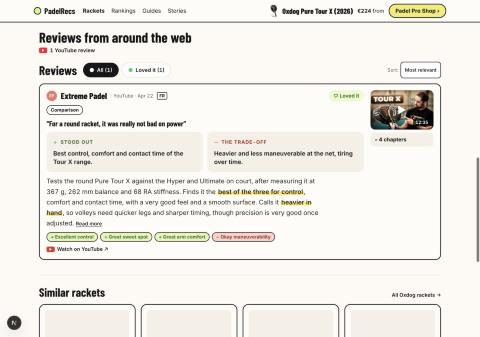 PadelRecs Rackets Rankings Guides Stories Oxdog Pure Tour X (2026) €224 from Padel Pro Shop ›
Reviews from around the web
1 YouTube review
Reviews All (1) Loved it (1) Sort: Most relevant
EP Extreme Padel · YouTube · Apr 22 FR Loved it
Comparison
"For a round racket, it was really not bad on power"
+ STOOD OUT
Best control, comfort and contact time of the
Tour X range.
– THE TRADE-OFF
Heavier and less maneuverable at the net, tiring
over time.
Tests the round Pure Tour X against the Hyper and Ultimate on court, after measuring it at
367 g, 262 mm balance and 68 RA stiffness. Finds it the best of the three for control,
comfort and contact time, with a very good feel and a smooth surface. Calls it heavier in
hand, so volleys need quicker legs and sharper timing, though precision is very good once
adjusted. Read more
+ Excellent control + Great sweet spot + Great arm comfort – Okay maneuverability
Watch on YouTube ↗
TOUR X
12:35
4 chapters
Similar rackets All Oxdog rackets →
N